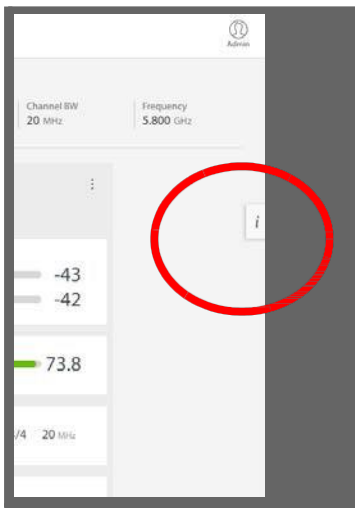 Admin
Channel BW Frequency
20 MHz 5.800 GHz
i
-43
-42
73.8
/4 20 MHz